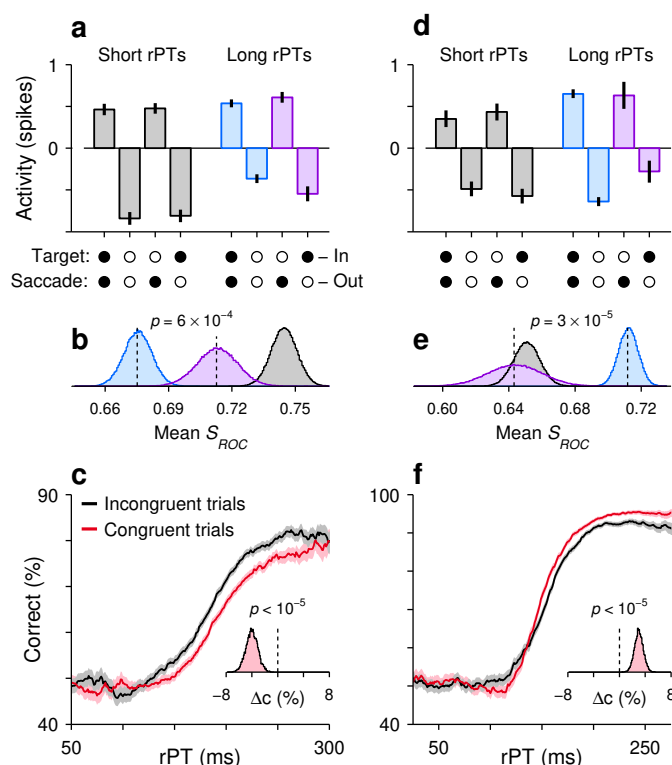 a
Short rPTs Long rPTs
1
0
Activity (spikes)
Target:
– In
Saccade:
– Out
d
Short rPTs Long rPTs
1
0
b
p = 6 × 10⁻⁴
0.66 0.69 0.72 0.75
Mean S_ROC
e
p = 3 × 10⁻⁵
0.60 0.64 0.68 0.72
Mean S_ROC
c
90
Incongruent trials
Congruent trials
Correct (%)
p < 10⁻⁵
−8 8
Δc (%)
40
50 300
rPT (ms)
f
100
p < 10⁻⁵
−8 8
Δc (%)
40
50 250
rPT (ms)